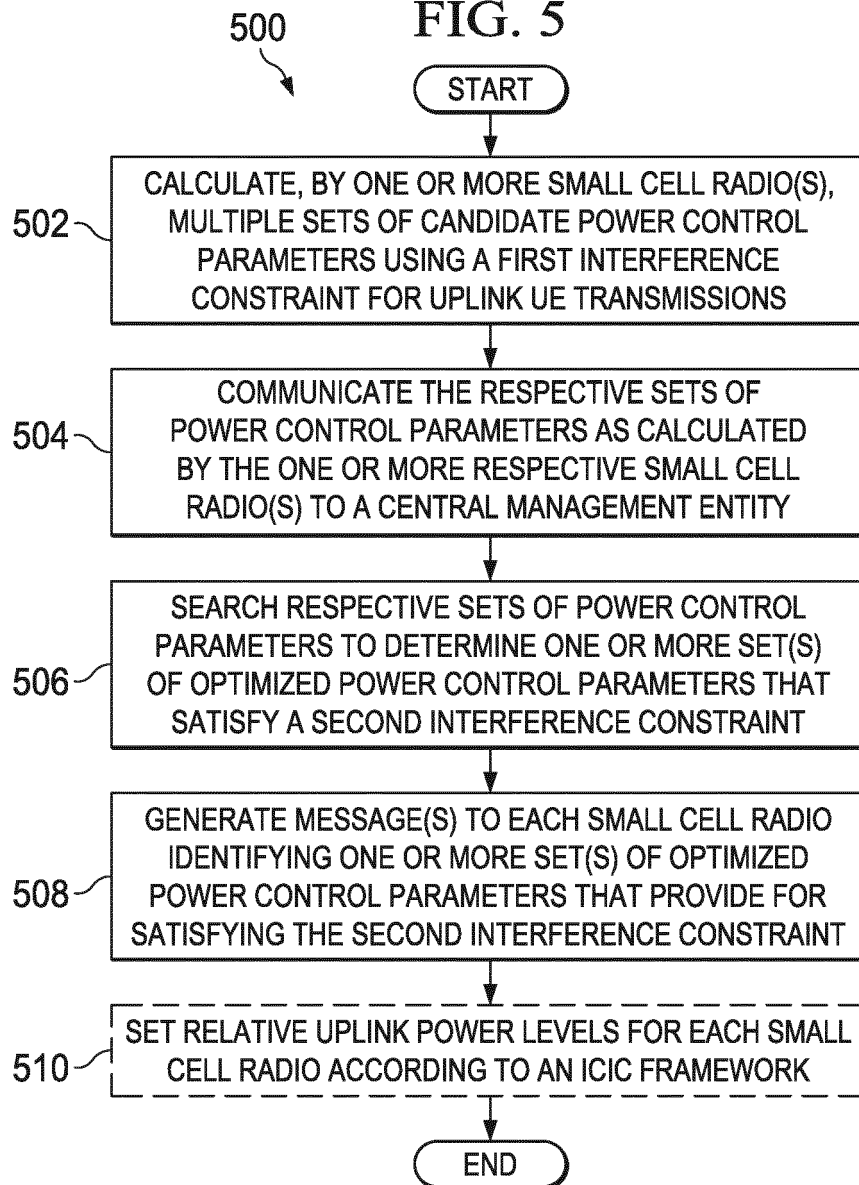 FIG. 5
500
START
502
CALCULATE, BY ONE OR MORE SMALL CELL RADIO(S),
MULTIPLE SETS OF CANDIDATE POWER CONTROL
PARAMETERS USING A FIRST INTERFERENCE
CONSTRAINT FOR UPLINK UE TRANSMISSIONS
504
COMMUNICATE THE RESPECTIVE SETS OF
POWER CONTROL PARAMETERS AS CALCULATED
BY THE ONE OR MORE RESPECTIVE SMALL CELL
RADIO(S) TO A CENTRAL MANAGEMENT ENTITY
506
SEARCH RESPECTIVE SETS OF POWER CONTROL
PARAMETERS TO DETERMINE ONE OR MORE SET(S)
OF OPTIMIZED POWER CONTROL PARAMETERS THAT
SATISFY A SECOND INTERFERENCE CONSTRAINT
508
GENERATE MESSAGE(S) TO EACH SMALL CELL RADIO
IDENTIFYING ONE OR MORE SET(S) OF OPTIMIZED
POWER CONTROL PARAMETERS THAT PROVIDE FOR
SATISFYING THE SECOND INTERFERENCE CONSTRAINT
510
SET RELATIVE UPLINK POWER LEVELS FOR EACH SMALL
CELL RADIO ACCORDING TO AN ICIC FRAMEWORK
END